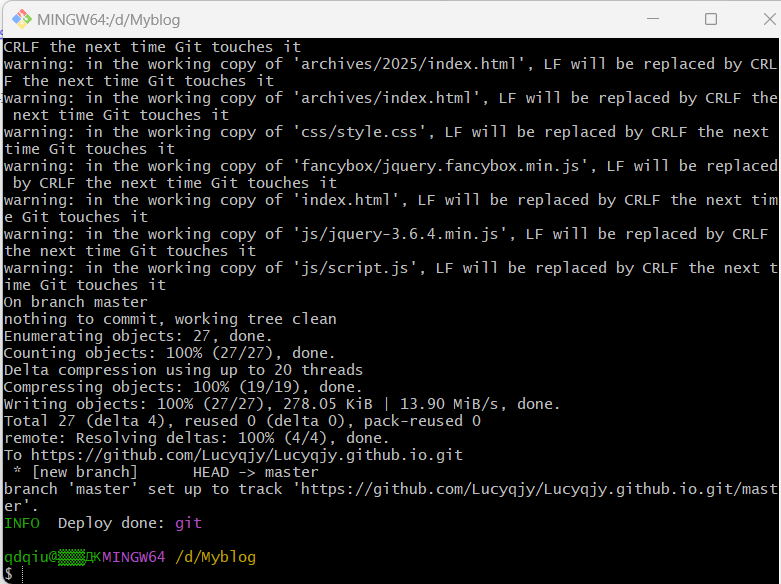 MINGW64:/d/Myblog
CRLF the next time Git touches it
warning: in the working copy of 'archives/2025/index.html', LF will be replaced by CRL
F the next time Git touches it
warning: in the working copy of 'archives/index.html', LF will be replaced by CRLF the
 next time Git touches it
warning: in the working copy of 'css/style.css', LF will be replaced by CRLF the next
time Git touches it
warning: in the working copy of 'fancybox/jquery.fancybox.min.js', LF will be replaced
 by CRLF the next time Git touches it
warning: in the working copy of 'index.html', LF will be replaced by CRLF the next tim
e Git touches it
warning: in the working copy of 'js/jquery-3.6.4.min.js', LF will be replaced by CRLF
the next time Git touches it
warning: in the working copy of 'js/script.js', LF will be replaced by CRLF the next t
ime Git touches it
On branch master
nothing to commit, working tree clean
Enumerating objects: 27, done.
Counting objects: 100% (27/27), done.
Delta compression using up to 20 threads
Compressing objects: 100% (19/19), done.
Writing objects: 100% (27/27), 278.05 KiB | 13.90 MiB/s, done.
Total 27 (delta 4), reused 0 (delta 0), pack-reused 0
remote: Resolving deltas: 100% (4/4), done.
To https://github.com/Lucyqjy/Lucyqjy.github.io.git
 * [new branch]      HEAD -> master
branch 'master' set up to track 'https://github.com/Lucyqjy/Lucyqjy.github.io.git/mast
er'.
INFO  Deploy done: git
qdqiu@ MINGW64 /d/Myblog
$